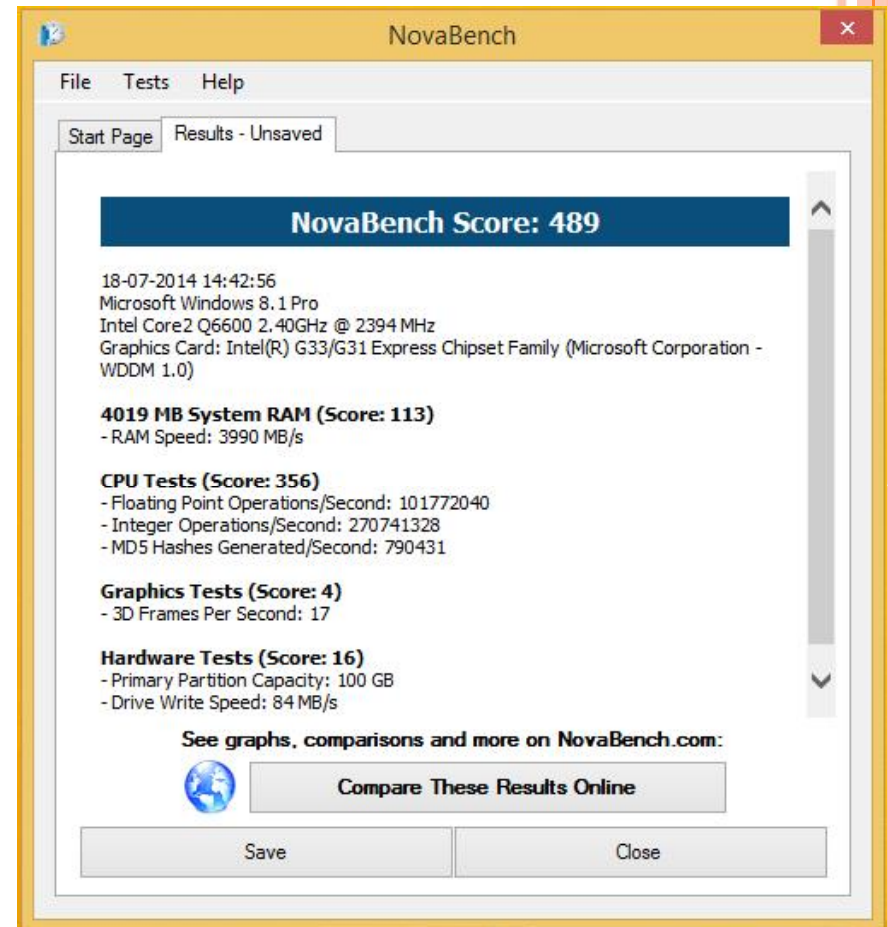 NovaBench
File Tests Help
Start Page Results - Unsaved
NovaBench Score: 489
18-07-2014 14:42:56
Microsoft Windows 8.1 Pro
Intel Core2 Q6600 2.40GHz @ 2394 MHz
Graphics Card: Intel(R) G33/G31 Express Chipset Family (Microsoft Corporation -
WDDM 1.0)
4019 MB System RAM (Score: 113)
- RAM Speed: 3990 MB/s
CPU Tests (Score: 356)
- Floating Point Operations/Second: 101772040
- Integer Operations/Second: 270741328
- MD5 Hashes Generated/Second: 790431
Graphics Tests (Score: 4)
- 3D Frames Per Second: 17
Hardware Tests (Score: 16)
- Primary Partition Capacity: 100 GB
- Drive Write Speed: 84 MB/s
See graphs, comparisons and more on NovaBench.com:
Compare These Results Online
Save Close